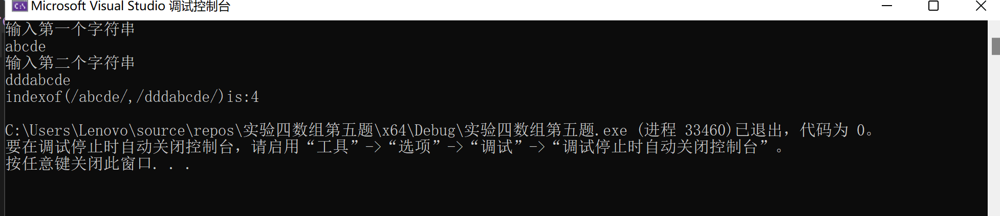 Microsoft Visual Studio 调试控制台
输入第一个字符串
abcde
输入第二个字符串
dddabcde
indexof(/abcde/,/dddabcde/)is:4
C:\Users\Lenovo\source\repos\实验四数组第五题\x64\Debug\实验四数组第五题.exe (进程 33460)已退出，代码为 0。
要在调试停止时自动关闭控制台，请启用“工具”->“选项”->“调试”->“调试停止时自动关闭控制台”。
按任意键关闭此窗口. . .